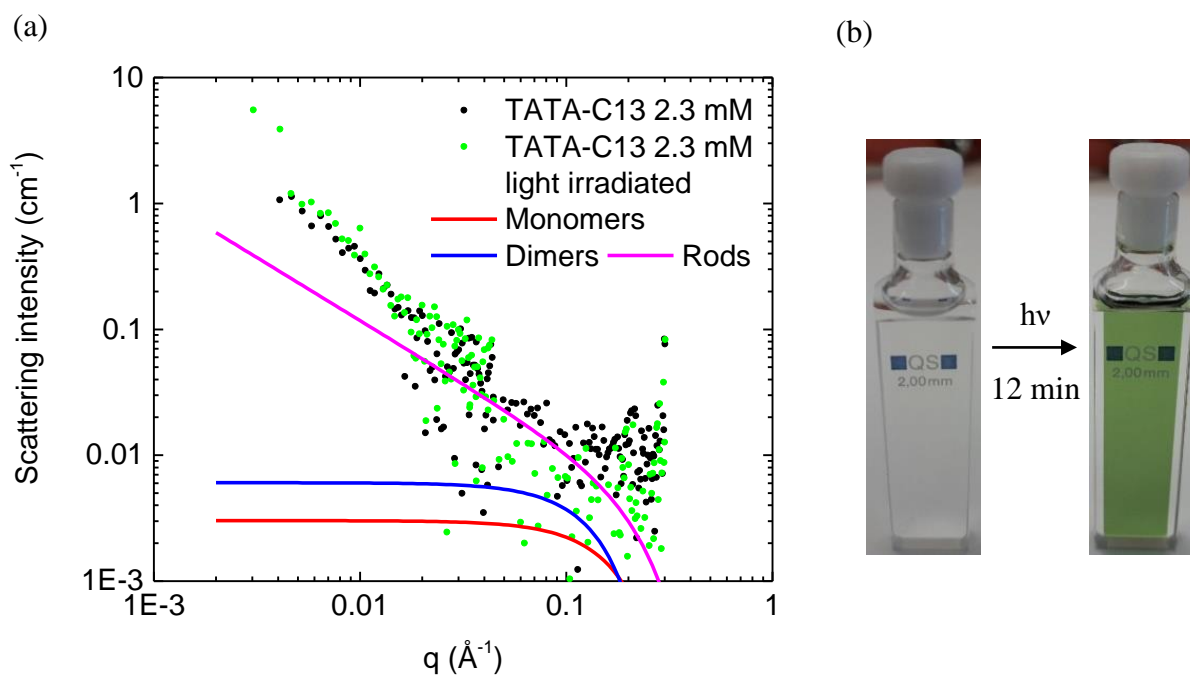 (a)
10
1
0.1
0.01
1E-3
Scattering intensity (cm⁻¹)
TATA-C13 2.3 mM
TATA-C13 2.3 mM
light irradiated
Monomers
Dimers Rods
1E-3 0.01 0.1 1
q (Å⁻¹)
(b)
QS
2,00mm
hν
12 min
QS
2,00mm